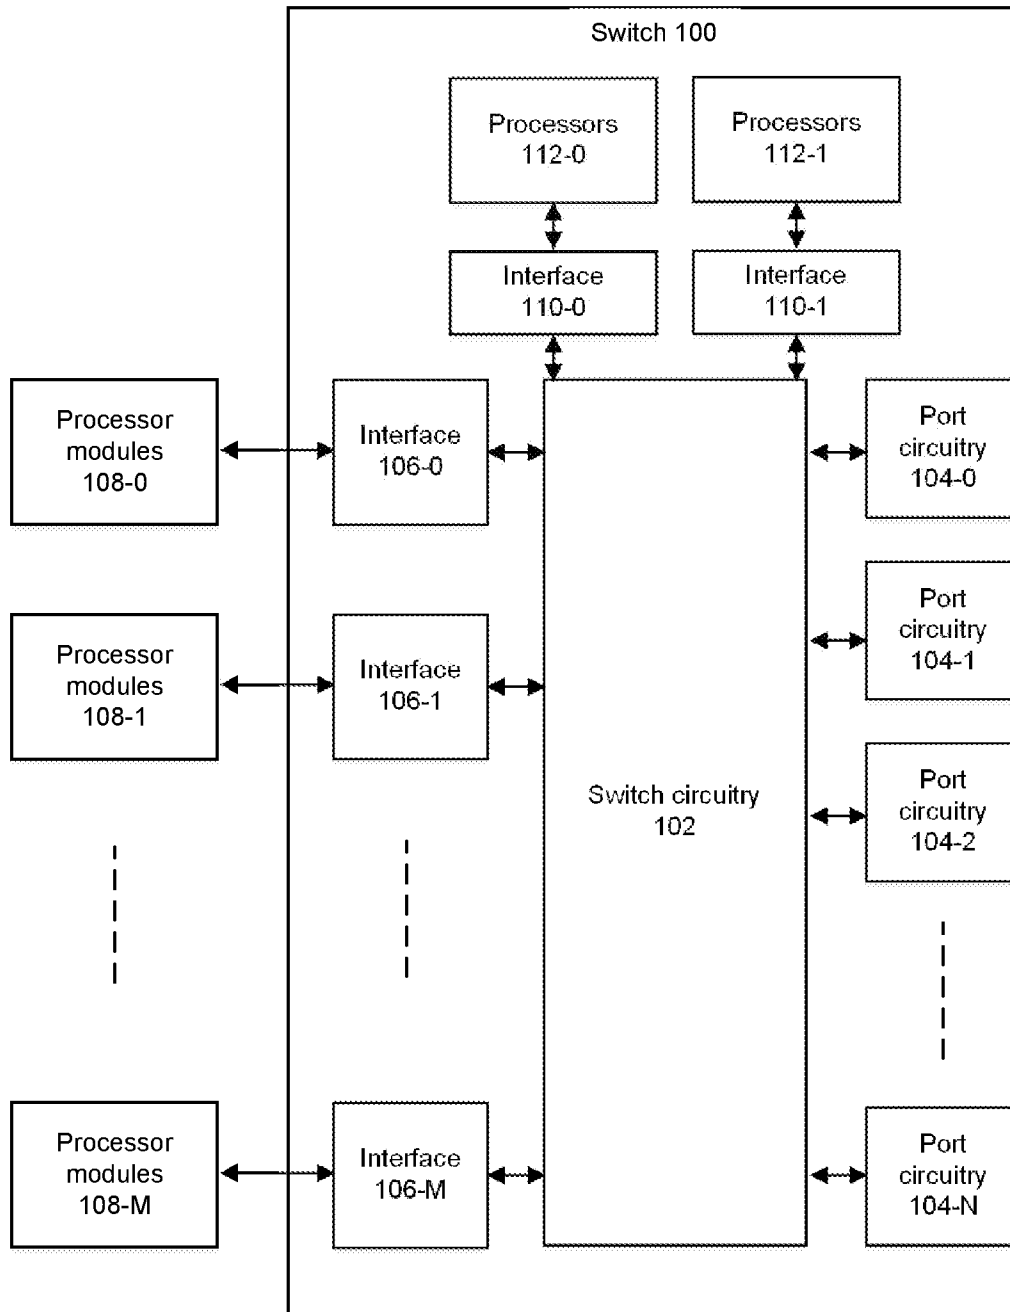 Switch 100
Processors
112-0
Processors
112-1
Interface
110-0
Interface
110-1
Processor
modules
108-0
Interface
106-0
Port
circuitry
104-0
Processor
modules
108-1
Interface
106-1
Port
circuitry
104-1
Switch circuitry
102
Port
circuitry
104-2
Processor
modules
108-M
Interface
106-M
Port
circuitry
104-N